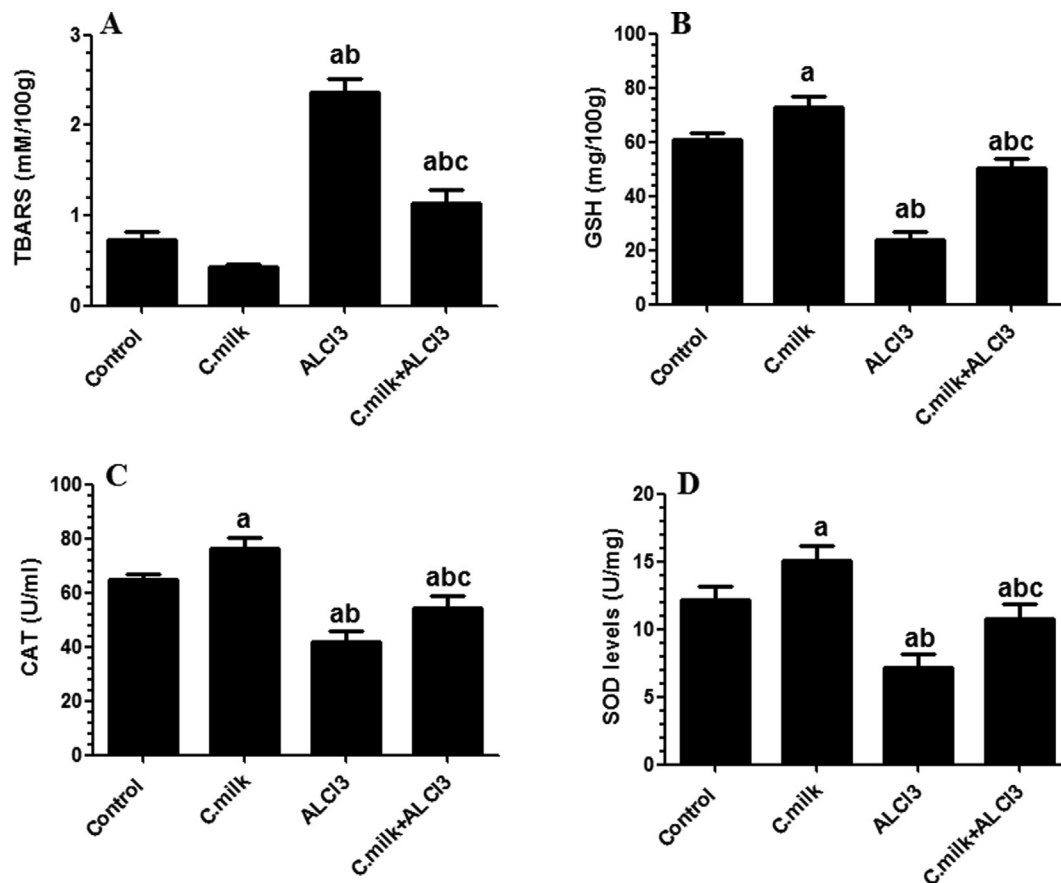 A
TBARS (mM/100g)
3
2
1
0
ab
abc
Control
C.milk
ALCl3
C.milk+ALCl3
B
GSH (mg/100g)
100
80
60
40
20
0
a
ab
abc
Control
C.milk
ALCl3
C.milk+ALCl3
C
CAT (U/ml)
100
80
60
40
20
0
a
ab
abc
Control
C.milk
ALCl3
C.milk+ALCl3
D
SOD levels (U/mg)
20
15
10
5
0
a
ab
abc
Control
C.milk
ALCl3
C.milk+ALCl3